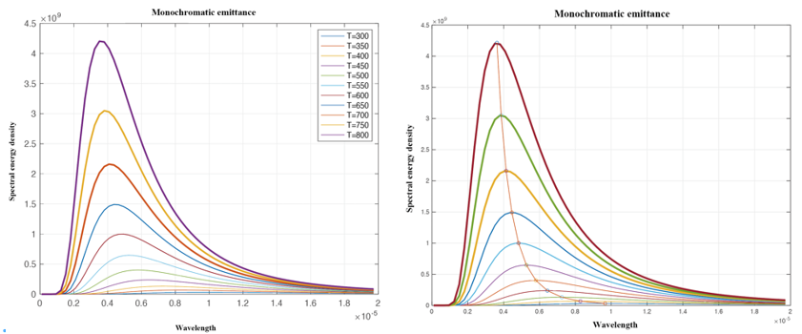 Monochromatic emittance
×10⁹
4.5
4
3.5
3
2.5
2
1.5
1
0.5
0
Spectral energy density
T=300
T=350
T=400
T=450
T=500
T=550
T=600
T=650
T=700
T=750
T=800
0 0.2 0.4 0.6 0.8 1 1.2 1.4 1.6 1.8 2
×10⁻⁵
Wavelength
Monochromatic emittance
×10⁹
4.5
4
3.5
3
2.5
2
1.5
1
0.5
0
Spectral energy density
0 0.2 0.4 0.6 0.8 1 1.2 1.4 1.6 1.8 2
Wavelength